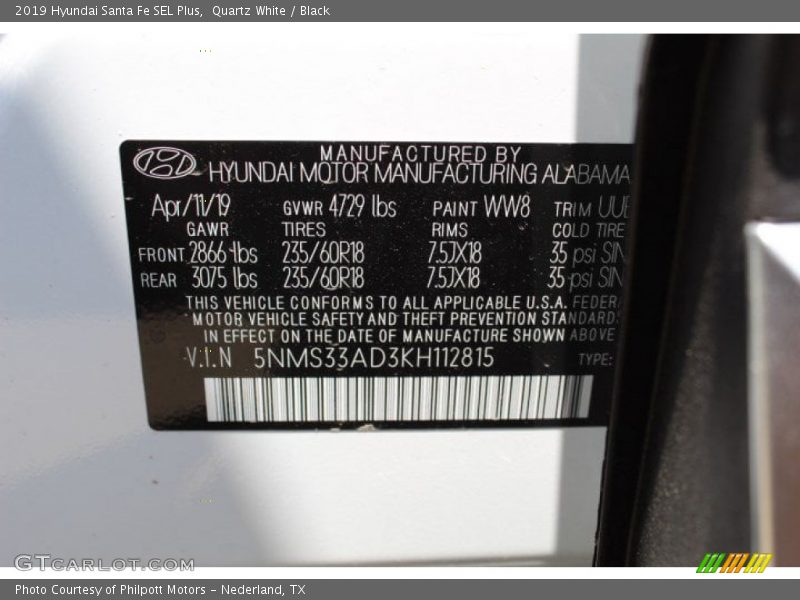 2019 Hyundai Santa Fe SEL Plus,  Quartz White / Black
MANUFACTURED BY
HYUNDAI MOTOR MANUFACTURING ALABAMA
Apr/11/19 GVWR 4729 lbs PAINT WW8 TRIM UUE
GAWR TIRES RIMS COLD TIRE
FRONT 2866 lbs 235/60R18 7.5JX18 35 psi SIN
REAR 3075 lbs 235/60R18 7.5JX18 35 psi SIN
THIS VEHICLE CONFORMS TO ALL APPLICABLE U.S.A. FEDERA
MOTOR VEHICLE SAFETY AND THEFT PREVENTION STANDARDS
IN EFFECT ON THE DATE OF MANUFACTURE SHOWN ABOVE
V.I.N 5NMS33AD3KH112815 TYPE:
GTCARLOT.COM
Photo Courtesy of Philpott Motors - Nederland, TX